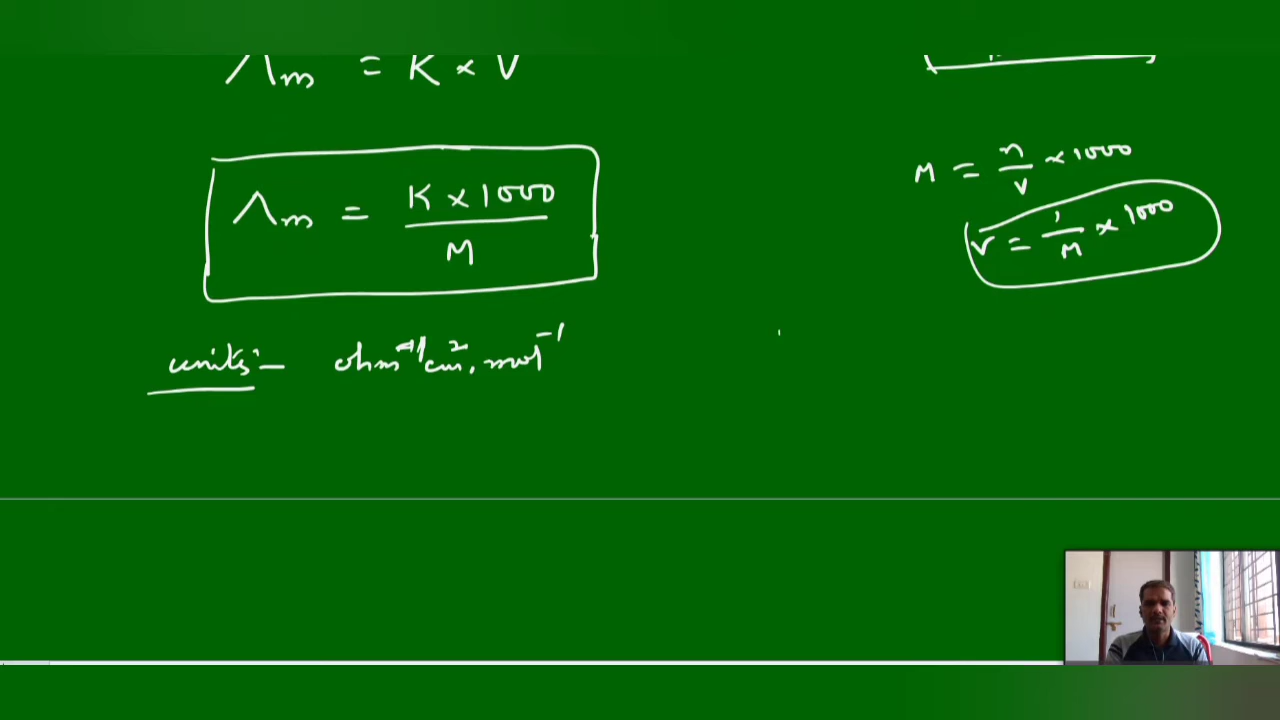 Λm = K × V
Λm = K × 1000 / M
units:- ohm⁻¹ cm². mol⁻¹
M = n/V × 1000
V = 1/M × 1000